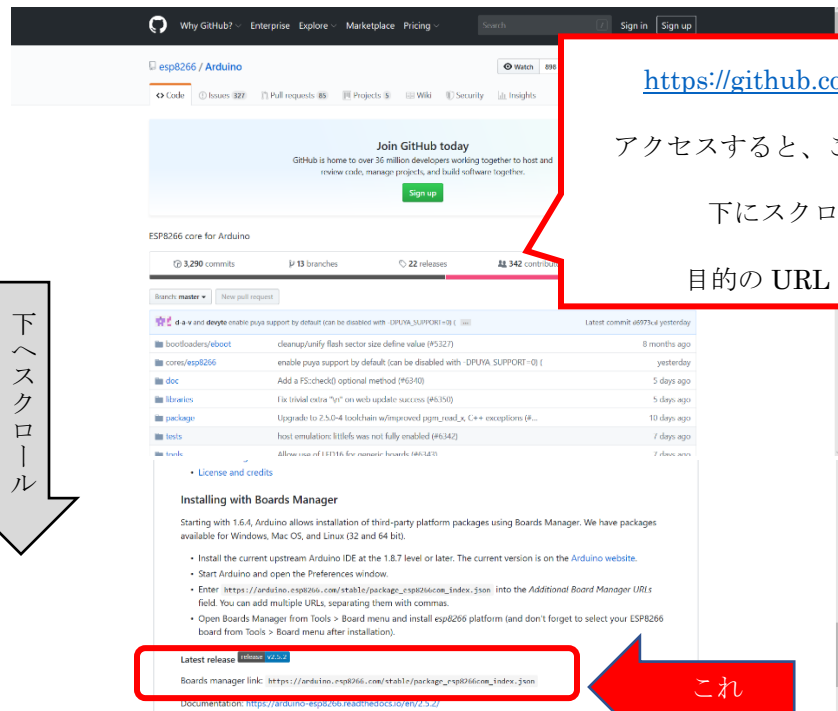 Why GitHub? Enterprise Explore Marketplace Pricing Search / Sign in Sign up
esp8266 / Arduino Watch 898
Code Issues 327 Pull requests 85 Projects 5 Wiki Security Insights
Join GitHub today
GitHub is home to over 36 million developers working together to host and
review code, manage projects, and build software together.
Sign up
ESP8266 core for Arduino
3,290 commits 13 branches 22 releases 342 contribu
Branch: master New pull request
d-a-v and devyte enable puya support by default (can be disabled with -DPUYA_SUPPORT=0) ( ... Latest commit yesterday
bootloaders/eboot cleanup/unify flash sector size define value (#5327) 8 months ago
cores/esp8266 enable puya support by default (can be disabled with -DPUYA_SUPPORT=0) ( yesterday
doc Add a FS::check() optional method (#6340) 5 days ago
libraries Fix trivial extra "\n" on web update success (#6350) 5 days ago
package Upgrade to 2.5.0-4 toolchain w/improved pgm_read_x, C++ exceptions (#... 10 days ago
tests host emulation: littlefs was not fully enabled (#6342) 7 days ago
tools Allow use of LED16 for generic boards (#6343) 7 days ago
https://github.co
アクセスすると、こ
下にスクロ
目的の URL
下へスクロール
• License and credits
Installing with Boards Manager
Starting with 1.6.4, Arduino allows installation of third-party platform packages using Boards Manager. We have packages
available for Windows, Mac OS, and Linux (32 and 64 bit).
• Install the current upstream Arduino IDE at the 1.8.7 level or later. The current version is on the Arduino website.
• Start Arduino and open the Preferences window.
• Enter https://arduino.esp8266.com/stable/package_esp8266com_index.json into the Additional Board Manager URLs
field. You can add multiple URLs, separating them with commas.
• Open Boards Manager from Tools > Board menu and install esp8266 platform (and don't forget to select your ESP8266
board from Tools > Board menu after installation).
Latest release release v2.5.2
Boards manager link: https://arduino.esp8266.com/stable/package_esp8266com_index.json
Documentation: https://arduino-esp8266.readthedocs.io/en/2.5.2/
これ